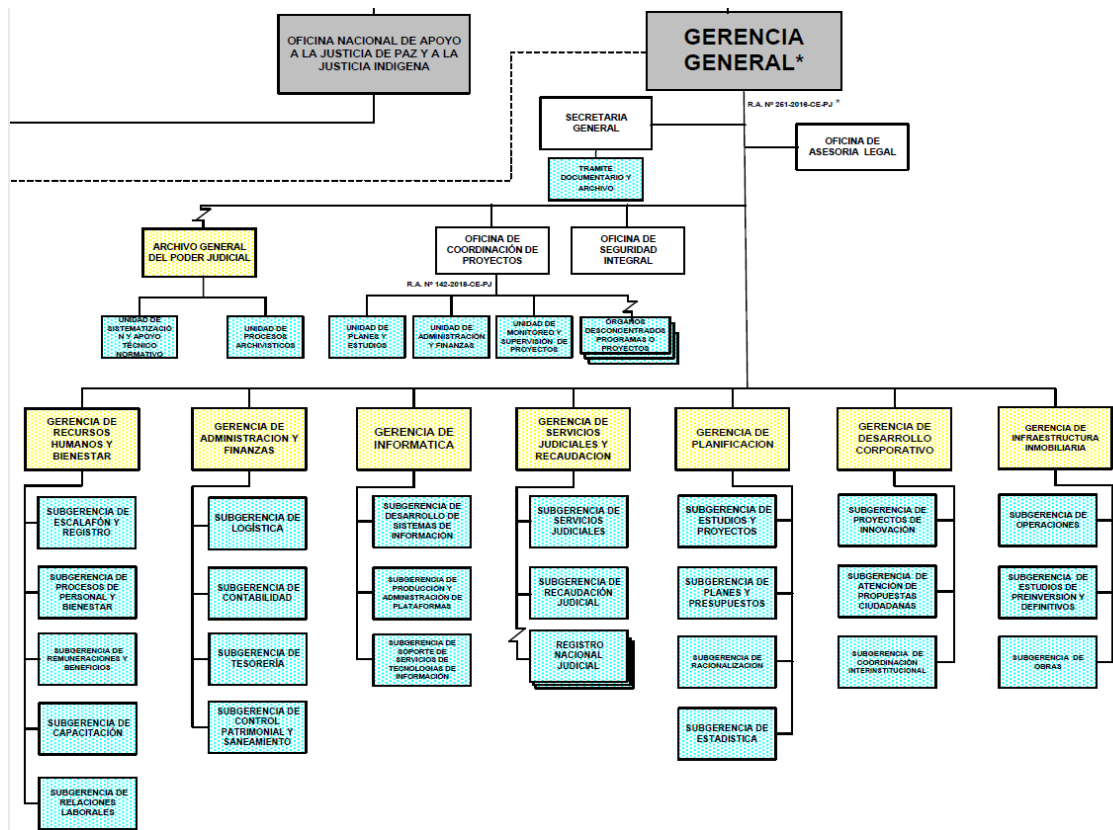 OFICINA NACIONAL DE APOYO
A LA JUSTICIA DE PAZ Y A LA
JUSTICIA INDIGENA
GERENCIA
GENERAL*
R.A. Nº 251-2016-CE-PJ *
SECRETARIA
GENERAL
OFICINA DE
ASESORIA LEGAL
TRAMITE
DOCUMENTARIO Y
ARCHIVO
ARCHIVO GENERAL
DEL PODER JUDICIAL
OFICINA DE
COORDINACIÓN DE
PROYECTOS
OFICINA DE
SEGURIDAD
INTEGRAL
R.A. Nº 142-2018-CE-PJ
UNIDAD DE
SISTEMATIZACIÓ
N Y APOYO
TÉCNICO
NORMATIVO
UNIDAD DE
PROCESOS
ARCHIVISTICOS
UNIDAD DE
PLANES Y
ESTUDIOS
UNIDAD DE
ADMINISTRACIÓN
Y FINANZAS
UNIDAD DE
MONITOREO Y
SUPERVISIÓN DE
PROYECTOS
ÓRGANOS
DESCONCENTRADOS
PROGRAMAS O
PROYECTOS
GERENCIA DE
RECURSOS
HUMANOS Y
BIENESTAR
GERENCIA DE
ADMINISTRACION Y
FINANZAS
GERENCIA DE
INFORMATICA
GERENCIA DE
SERVICIOS
JUDICIALES Y
RECAUDACION
GERENCIA DE
PLANIFICACION
GERENCIA DE
DESARROLLO
CORPORATIVO
GERENCIA DE
INFRAESTRUCTURA
INMOBILIARIA
SUBGERENCIA DE
ESCALAFÓN Y
REGISTRO
SUBGERENCIA DE
LOGÍSTICA
SUBGERENCIA DE
DESARROLLO DE
SISTEMAS DE
INFORMACIÓN
SUBGERENCIA DE
SERVICIOS
JUDICIALES
SUBGERENCIA DE
ESTUDIOS Y
PROYECTOS
SUBGERENCIA DE
PROYECTOS DE
INNOVACIÓN
SUBGERENCIA DE
OPERACIONES
SUBGERENCIA DE
PROCESOS DE
PERSONAL Y
BIENESTAR
SUBGERENCIA DE
CONTABILIDAD
SUBGERENCIA DE
PRODUCCIÓN Y
ADMINISTRACIÓN DE
PLATAFORMAS
SUBGERENCIA DE
RECAUDACIÓN
JUDICIAL
SUBGERENCIA DE
PLANES Y
PRESUPUESTOS
SUBGERENCIA DE
ATENCIÓN DE
PROPUESTAS
CIUDADANAS
SUBGERENCIA DE
ESTUDIOS DE
PREINVERSIÓN Y
DEFINITIVOS
SUBGERENCIA DE
REMUNERACIONES Y
BENEFICIOS
SUBGERENCIA DE
TESORERÍA
SUBGERENCIA DE
SOPORTE DE
SERVICIOS DE
TECNOLOGIAS DE
INFORMACIÓN
REGISTRO
NACIONAL
JUDICIAL
SUBGERENCIA DE
RACIONALIZACION
SUBGERENCIA DE
COORDINACIÓN
INTERINSTITUCIONAL
SUBGERENCIA DE
OBRAS
SUBGERENCIA DE
CAPACITACIÓN
SUBGERENCIA DE
CONTROL
PATRIMONIAL Y
SANEAMIENTO
SUBGERENCIA DE
ESTADISTICA
SUBGERENCIA DE
RELACIONES
LABORALES